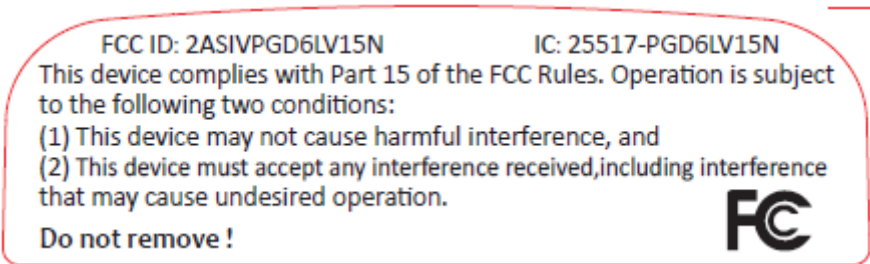 FCC ID: 2ASIVPGD6LV15N IC: 25517-PGD6LV15N
This device complies with Part 15 of the FCC Rules. Operation is subject
to the following two conditions:
(1) This device may not cause harmful interference, and
(2) This device must accept any interference received,including interference
that may cause undesired operation.
FC
Do not remove !